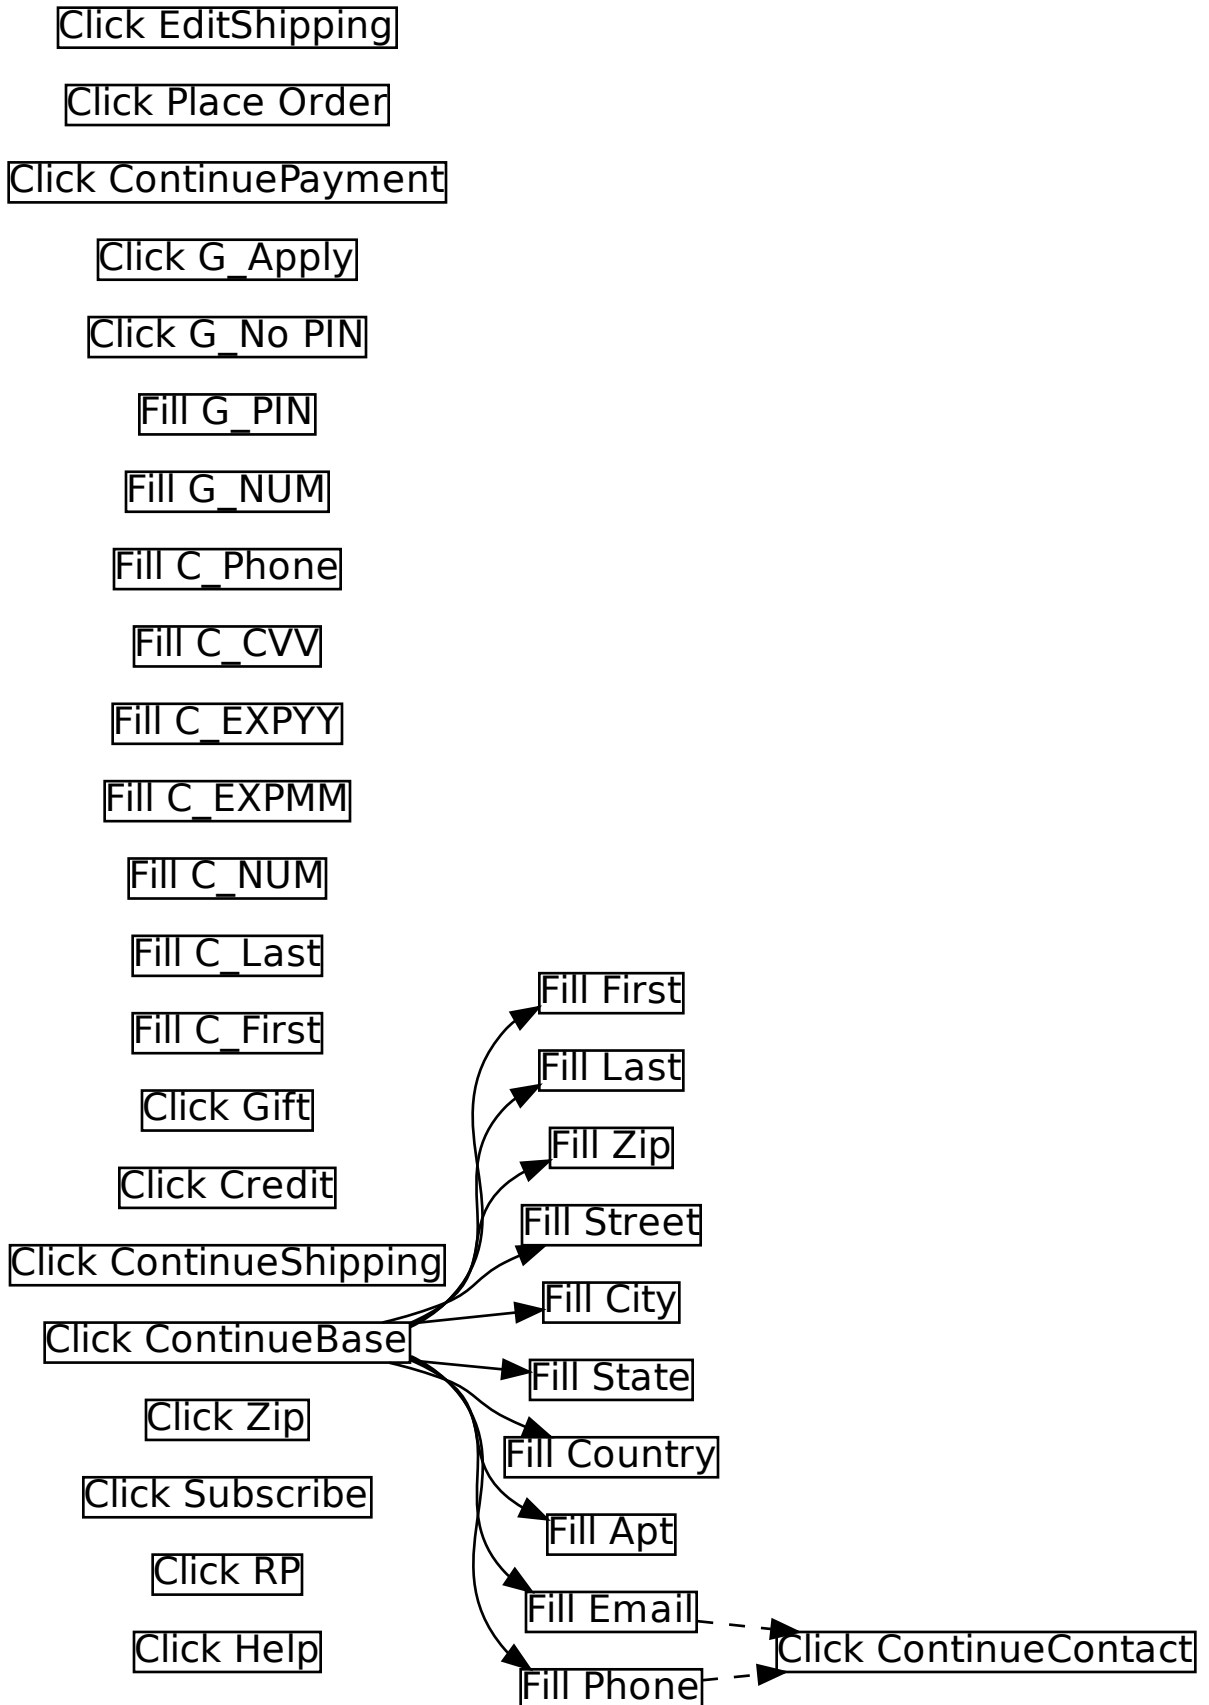 Click EditShipping
Click Place Order
Click ContinuePayment
Click G_Apply
Click G_No PIN
Fill G_PIN
Fill G_NUM
Fill C_Phone
Fill C_CVV
Fill C_EXPYY
Fill C_EXPMM
Fill C_NUM
Fill C_Last
Fill C_First
Click Gift
Click Credit
Click ContinueShipping
Click ContinueBase
Click Zip
Click Subscribe
Click RP
Click Help
Fill First
Fill Last
Fill Zip
Fill Street
Fill City
Fill State
Fill Country
Fill Apt
Fill Email
Fill Phone
Click ContinueContact